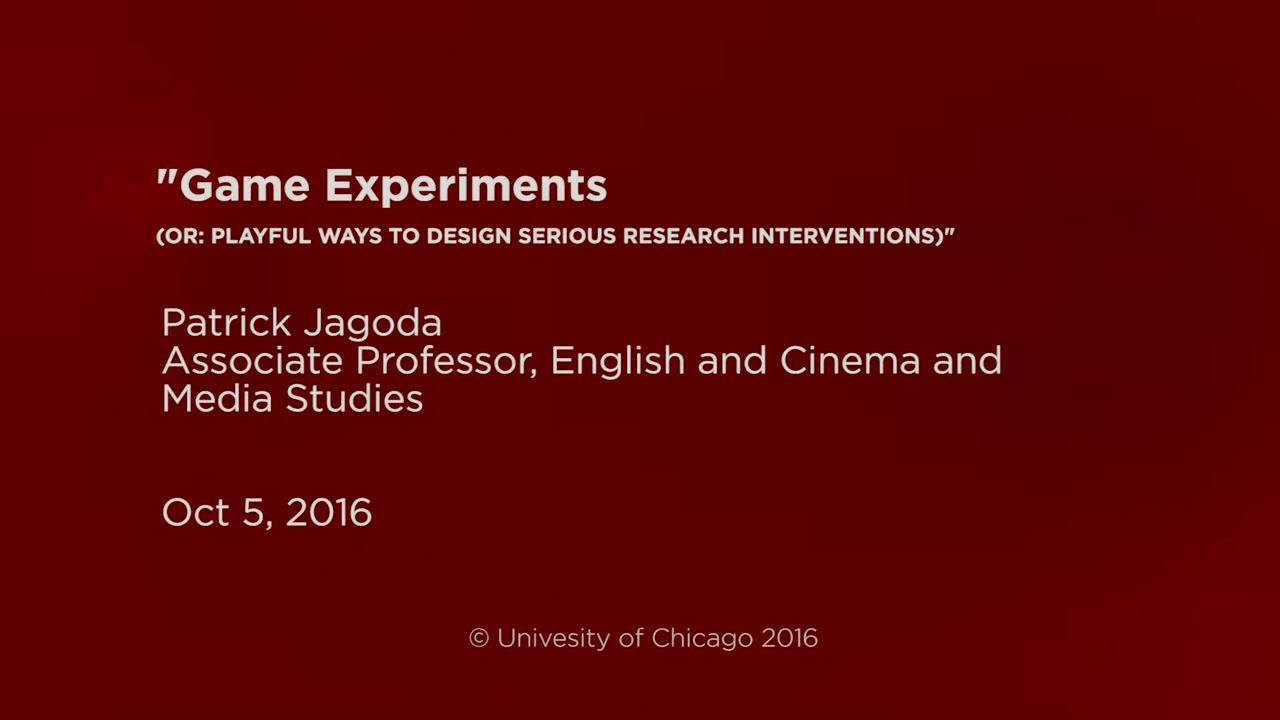 "Game Experiments
(OR: PLAYFUL WAYS TO DESIGN SERIOUS RESEARCH INTERVENTIONS)"
Patrick Jagoda
Associate Professor, English and Cinema and
Media Studies
Oct 5, 2016
© Univesity of Chicago 2016